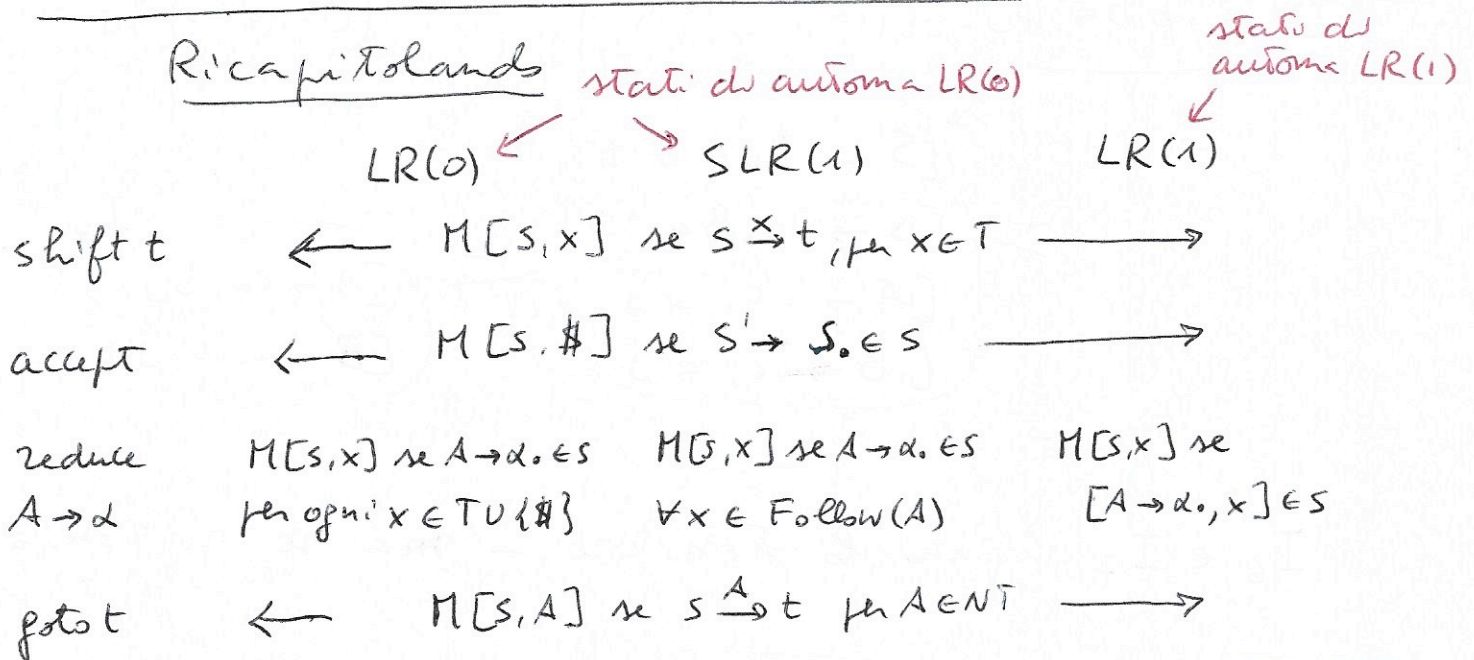 Ricapitolando
stati di automa LR(0)
stati di
automa LR(1)
LR(0) SLR(1) LR(1)
shift t ← M[s,x] se s →x t, per x∈T →
accept ← M[s,$] se S'→S.∈s →
reduce M[s,x] se A→α.∈s M[s,x] se A→α.∈s M[s,x] se
A→α per ogni x∈T∪{$} ∀x∈Follow(A) [A→α.,x]∈s
goto t ← M[s,A] se s →A t per A∈NT →